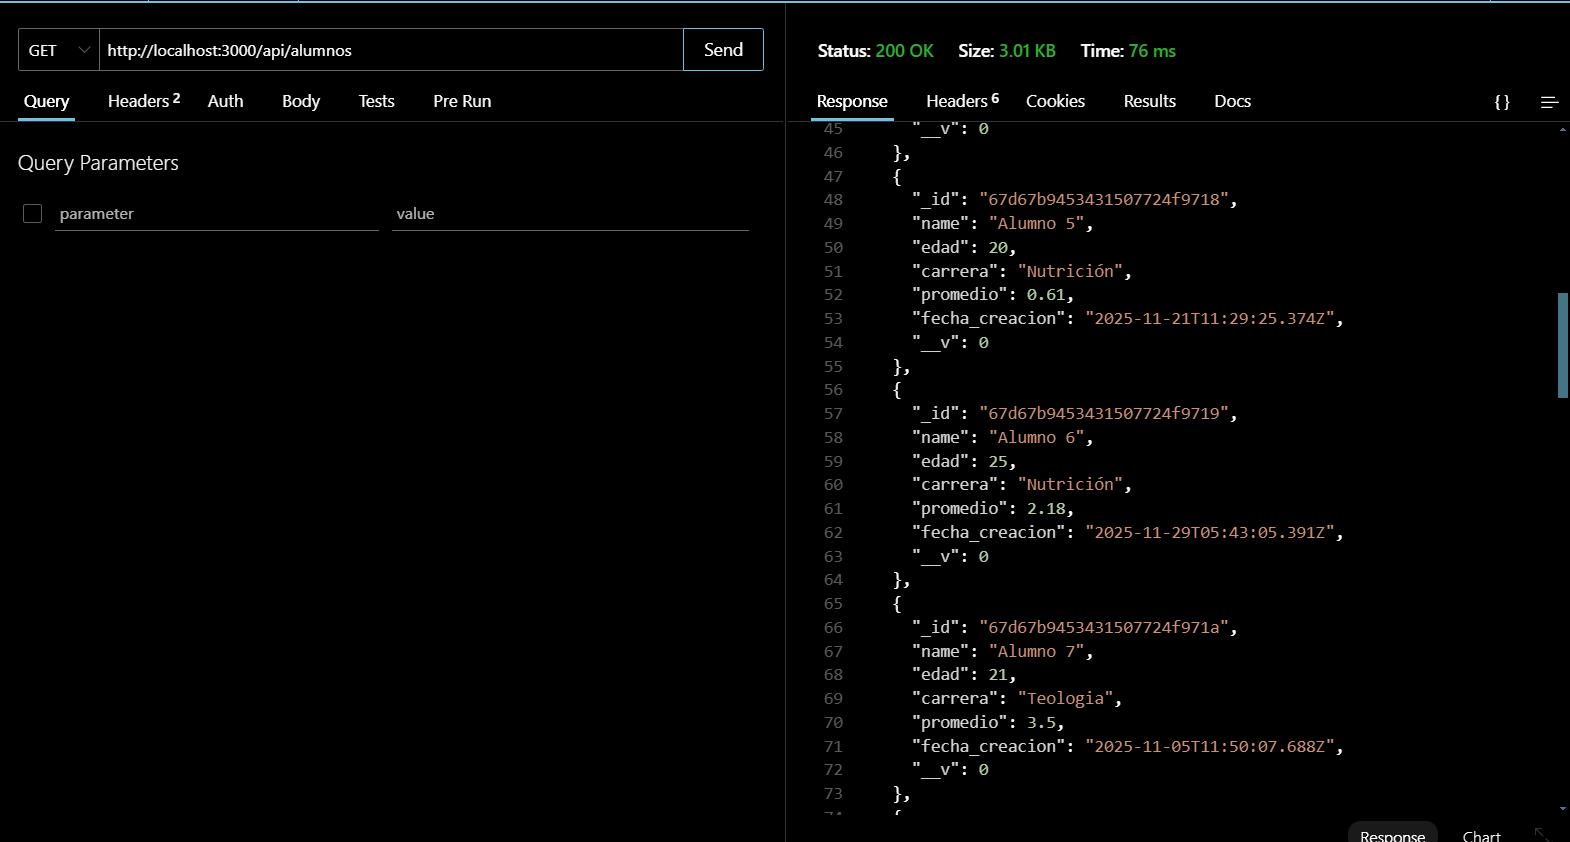 GET
http://localhost:3000/api/alumnos
Send
Query
Headers 2
Auth
Body
Tests
Pre Run
Query Parameters
parameter
value
Status: 200 OK
Size: 3.01 KB
Time: 76 ms
Response
Headers 6
Cookies
Results
Docs
{ }
45 "__v": 0
46 },
47 {
48 "_id": "67d67b9453431507724f9718",
49 "name": "Alumno 5",
50 "edad": 20,
51 "carrera": "Nutrición",
52 "promedio": 0.61,
53 "fecha_creacion": "2025-11-21T11:29:25.374Z",
54 "__v": 0
55 },
56 {
57 "_id": "67d67b9453431507724f9719",
58 "name": "Alumno 6",
59 "edad": 25,
60 "carrera": "Nutrición",
61 "promedio": 2.18,
62 "fecha_creacion": "2025-11-29T05:43:05.391Z",
63 "__v": 0
64 },
65 {
66 "_id": "67d67b9453431507724f971a",
67 "name": "Alumno 7",
68 "edad": 21,
69 "carrera": "Teologia",
70 "promedio": 3.5,
71 "fecha_creacion": "2025-11-05T11:50:07.688Z",
72 "__v": 0
73 },
74 {
Response
Chart